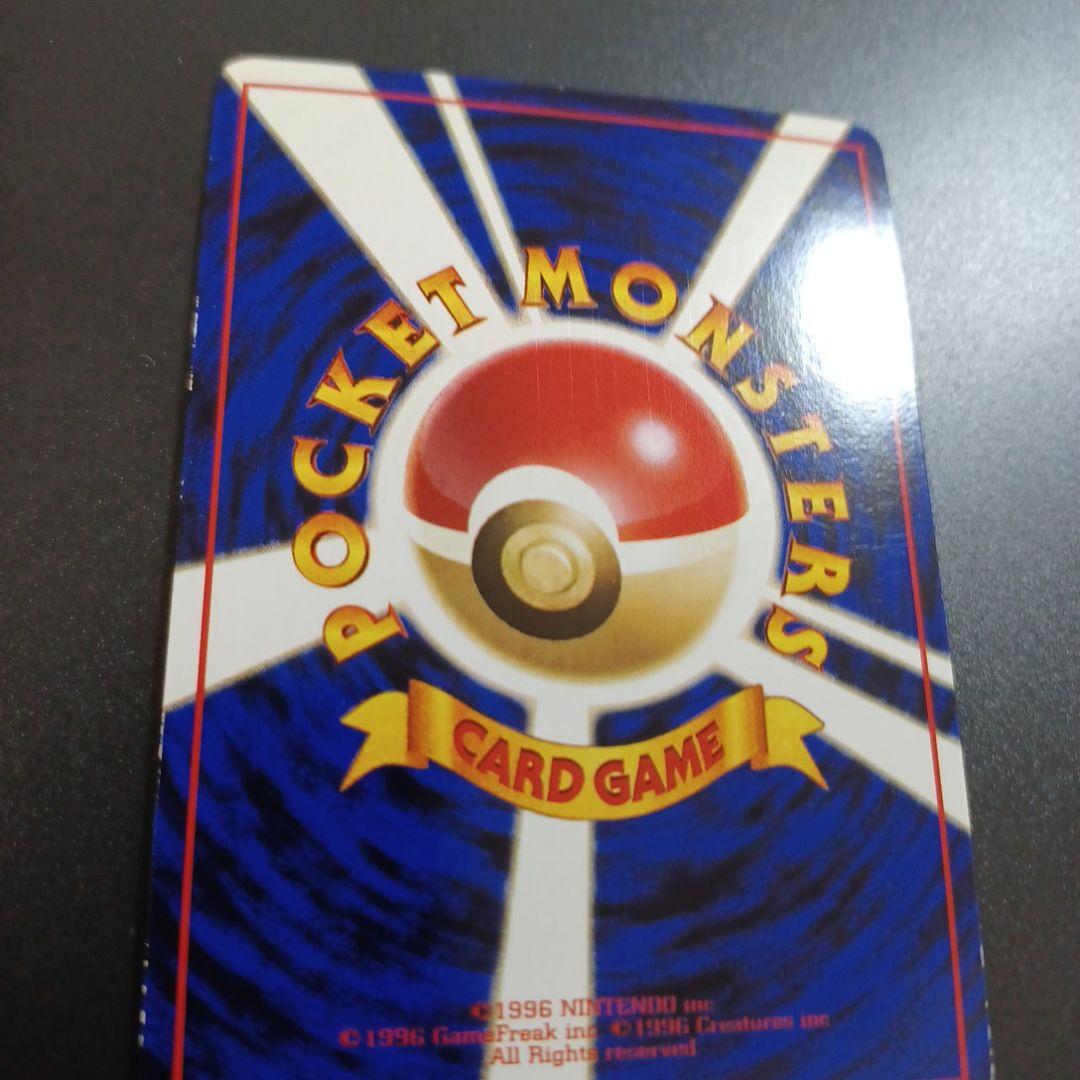 POCKET MONSTERS
CARD GAME
©1996 NINTENDO inc
©1996 GameFreak inc ©1996 Creatures inc
All Rights reserved